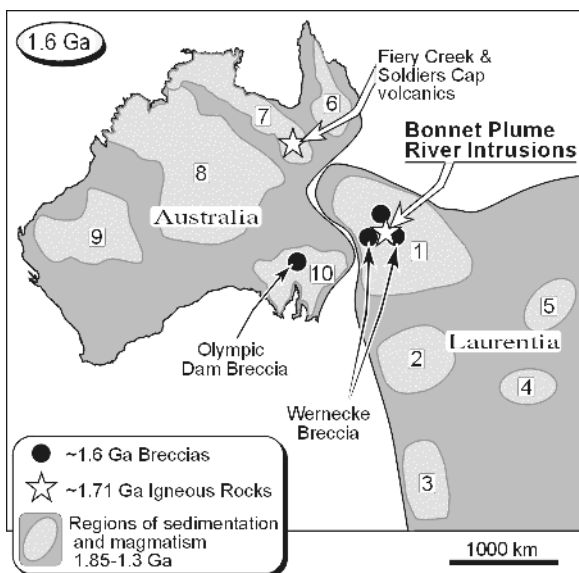 1.6 Ga
Fiery Creek &
Soldiers Cap
volcanics
6
7
Bonnet Plume
River Intrusions
8
Australia
1
9
10
5
Olympic
Dam Breccia
2
Laurentia
4
Wernecke
Breccia
3
~1.6 Ga Breccias
~1.71 Ga Igneous Rocks
Regions of sedimentation
and magmatism
1.85-1.3 Ga
1000 km